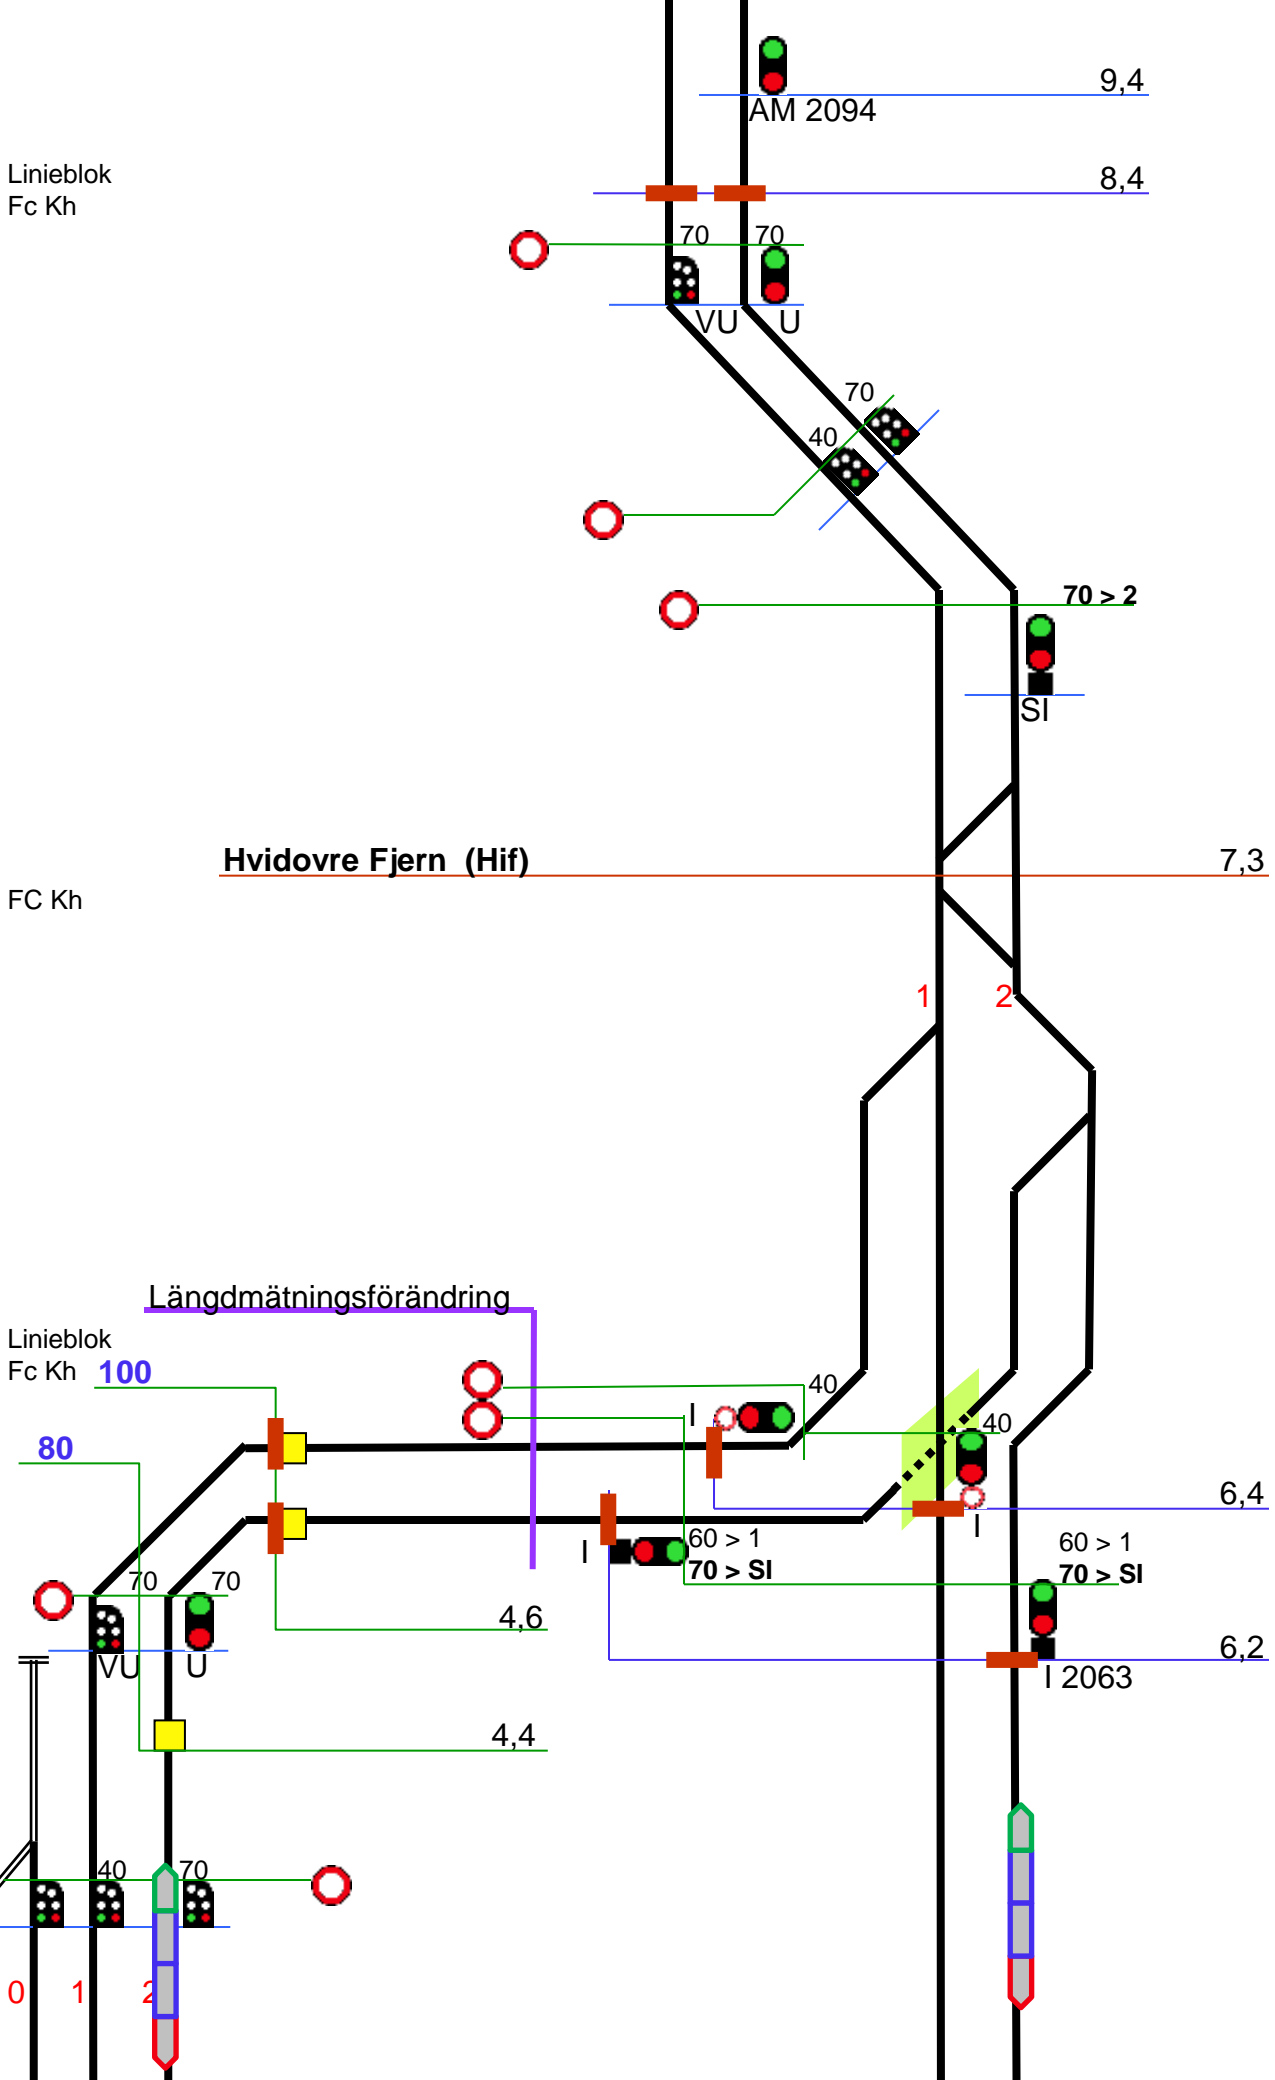 9,4
AM 2094
Linieblok
8,4
Fc Kh
70 70
VU U
70
40
70 > 2
SI
Hvidovre Fjern (Hif) 7,3
FC Kh
1 2
Längdmätningsförändring
Linieblok
Fc Kh 100
40
I
40
80
6,4
I
60 > 1
I
70 > SI
60 > 1
70 > SI
70 70
4,6
6,2
VU U
I 2063
4,4
40 70
0 1 2